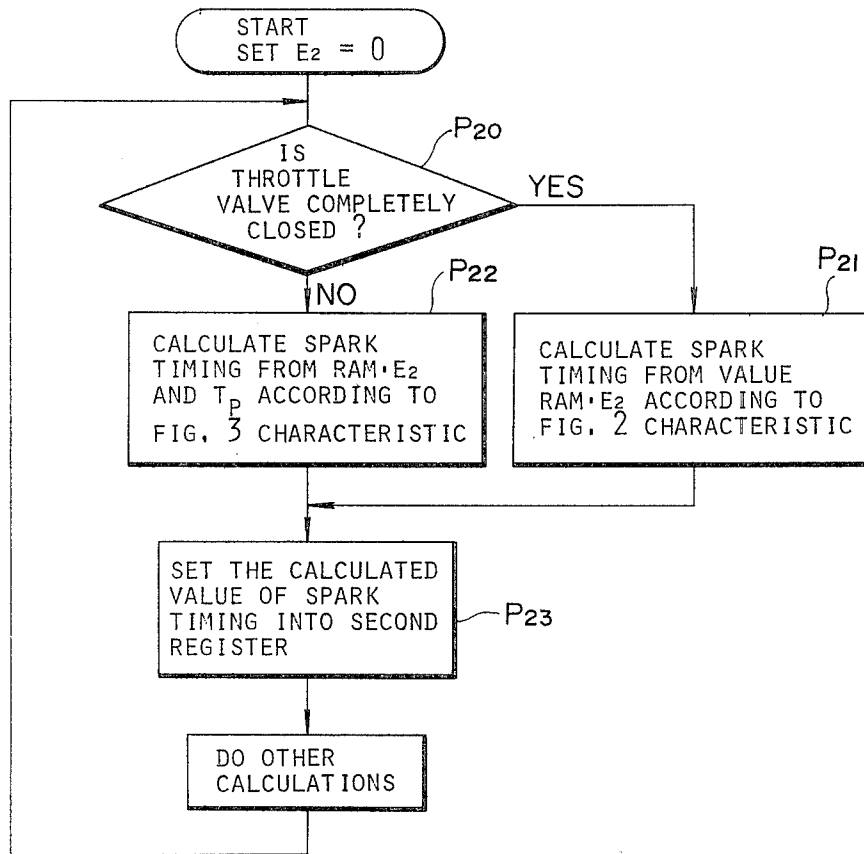 START
SET E2 = 0
P20
IS
THROTTLE
VALVE COMPLETELY
CLOSED ?
YES
NO
P22
P21
CALCULATE SPARK
TIMING FROM RAM·E2
AND TP ACCORDING TO
FIG. 3 CHARACTERISTIC
CALCULATE SPARK
TIMING FROM VALUE
RAM·E2 ACCORDING TO
FIG. 2 CHARACTERISTIC
SET THE CALCULATED
VALUE OF SPARK
TIMING INTO SECOND
REGISTER
P23
DO OTHER
CALCULATIONS